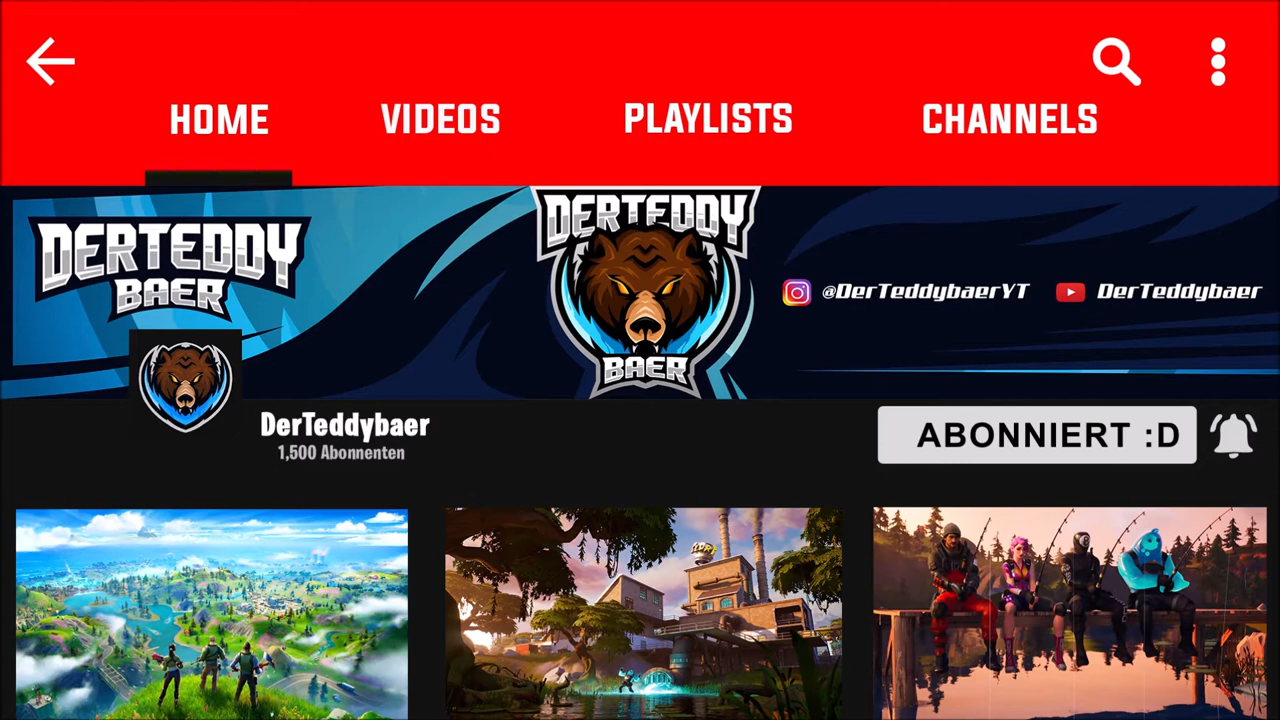 HOME VIDEOS PLAYLISTS CHANNELS
DERTEDDY
BAER
DERTEDDY
BAER
@DerTeddybaerYT DerTeddybaer
DerTeddybaer
1,500 Abonnenten
ABONNIERT :D